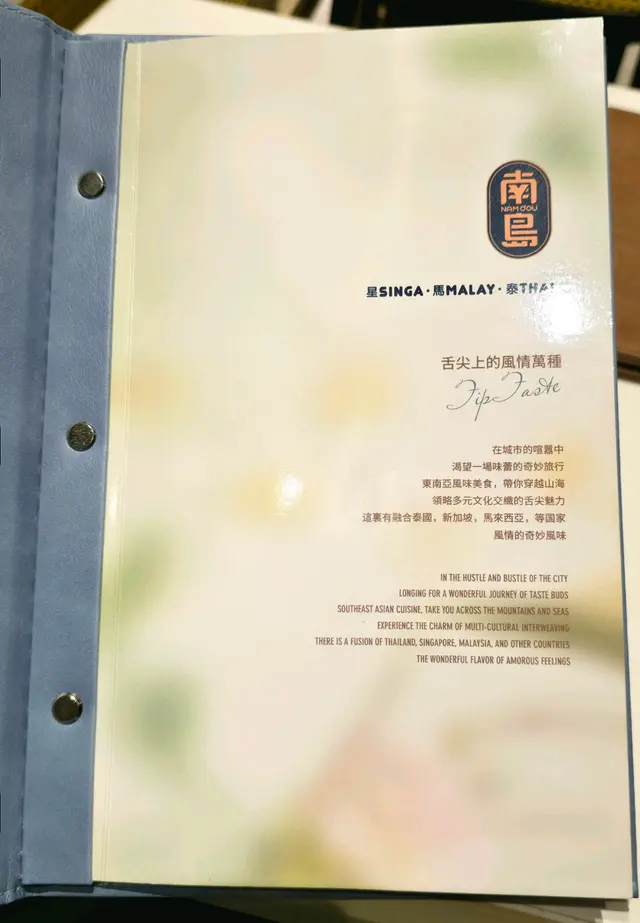 南
NAM DOU
島
星SINGA·馬MALAY·泰THAI
舌尖上的風情萬種
Tip Taste
在城市的喧囂中
渴望一場味蕾的奇妙旅行
東南亞風味美食，帶你穿越山海
領略多元文化交織的舌尖魅力
這裏有融合泰國，新加坡，馬來西亞，等国家
風情的奇妙風味
IN THE HUSTLE AND BUSTLE OF THE CITY
LONGING FOR A WONDERFUL JOURNEY OF TASTE BUDS
SOUTHEAST ASIAN CUISINE, TAKE YOU ACROSS THE MOUNTAINS AND SEAS
EXPERIENCE THE CHARM OF MULTI-CULTURAL INTERWEAVING
THERE IS A FUSION OF THAILAND, SINGAPORE, MALAYSIA, AND OTHER COUNTRIES
THE WONDERFUL FLAVOR OF AMOROUS FEELINGS